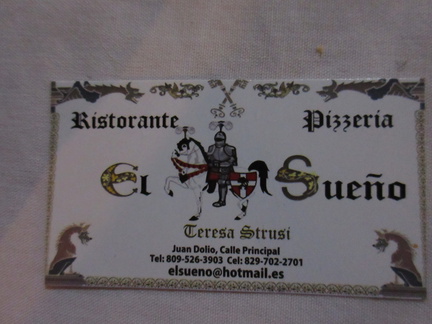 Ristorante Pizzeria
El Sueño
Teresa Strusi
Juan Dolio, Calle Principal
Tel: 809-526-3903 Cel: 829-702-2701
elsueno@hotmail.es